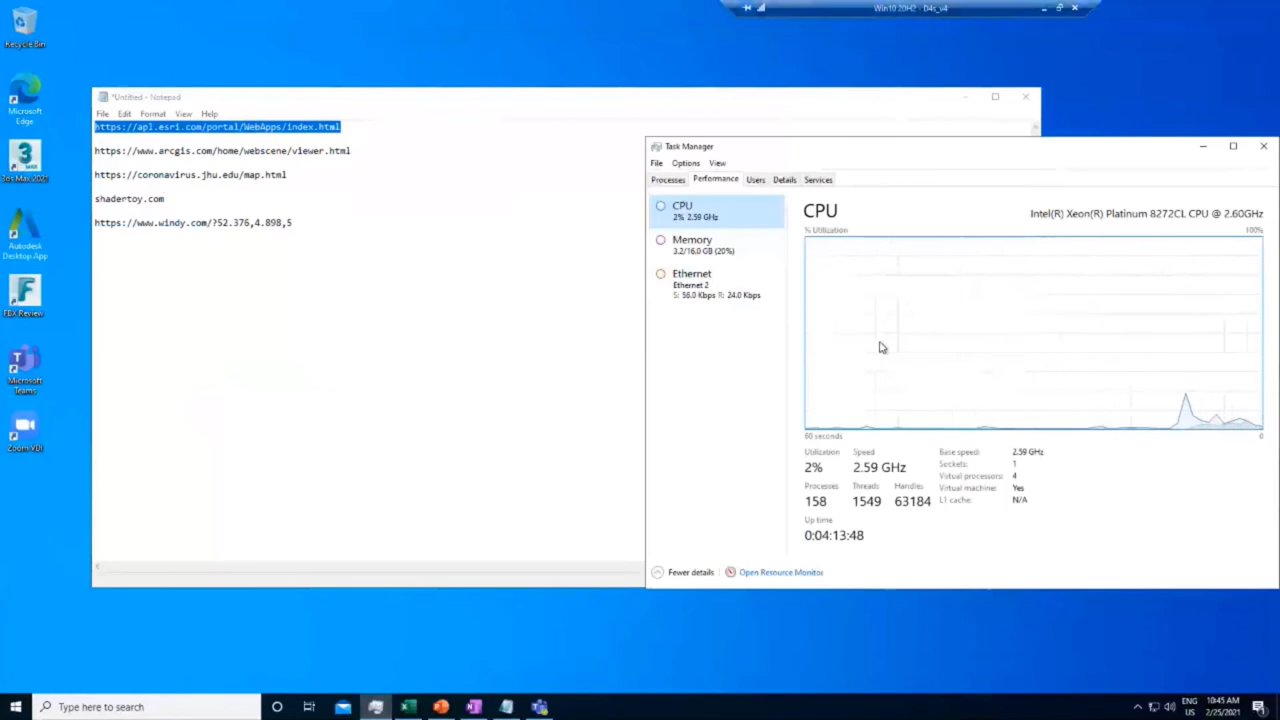 Win10 20H2 - D4s_v4
Recycle Bin
Microsoft
Edge
3ds Max 2021
Autodesk
Desktop App
FBX Review
Microsoft
Teams
Zoom VDI
*Untitled - Notepad
File Edit Format View Help
https://apl.esri.com/portal/WebApps/index.html
https://www.arcgis.com/home/webscene/viewer.html
https://coronavirus.jhu.edu/map.html
shadertoy.com
https://www.windy.com/?52.376,4.898,5
Task Manager
File Options View
Processes Performance Users Details Services
CPU
2% 2.59 GHz
Memory
3.2/16.0 GB (20%)
Ethernet
Ethernet 2
S: 56.0 Kbps R: 24.0 Kbps
CPU Intel(R) Xeon(R) Platinum 8272CL CPU @ 2.60GHz
% Utilization 100%
60 seconds 0
Utilization Speed
2% 2.59 GHz
Processes Threads Handles
158 1549 63184
Up time
0:04:13:48
Base speed: 2.59 GHz
Sockets: 1
Virtual processors: 4
Virtual machine: Yes
L1 cache: N/A
Fewer details Open Resource Monitor
Type here to search
ENG
US
10:45 AM
2/25/2021
1